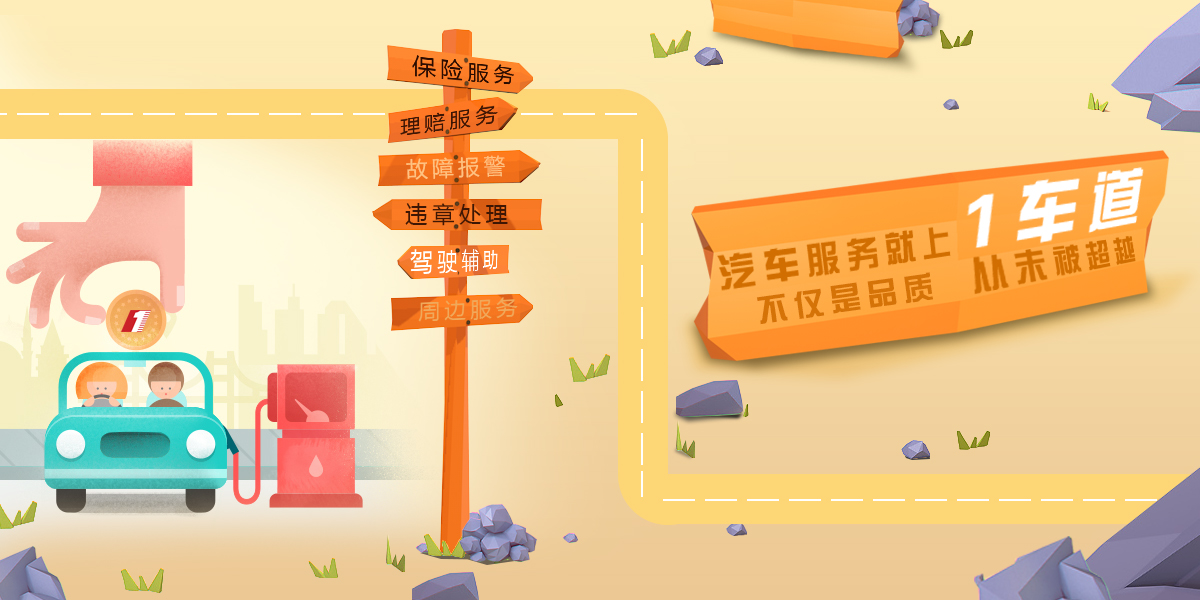 保险服务
理赔服务
故障报警
违章处理
驾驶辅助
周边服务
1
汽车服务就上1车道
不仅是品质 从未被超越